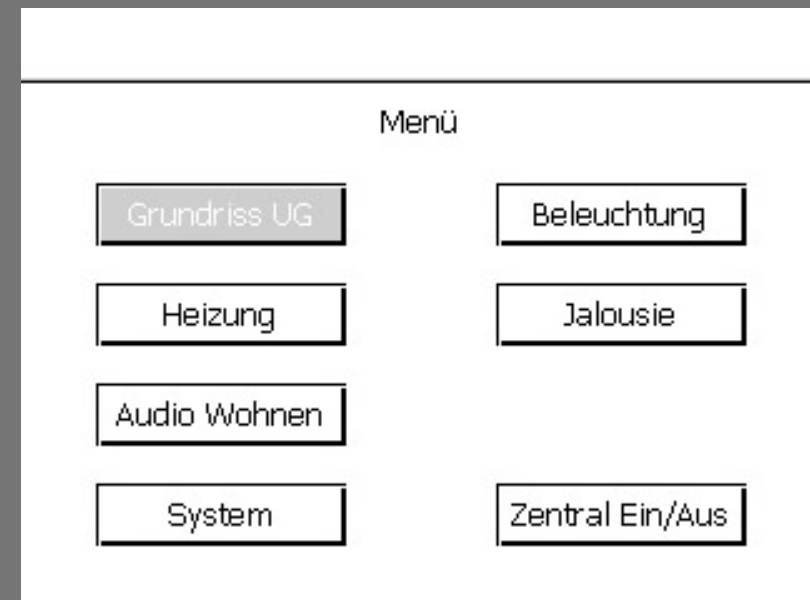 Menü
Grundriss UG
Beleuchtung
Heizung
Jalousie
Audio Wohnen
System
Zentral Ein/Aus